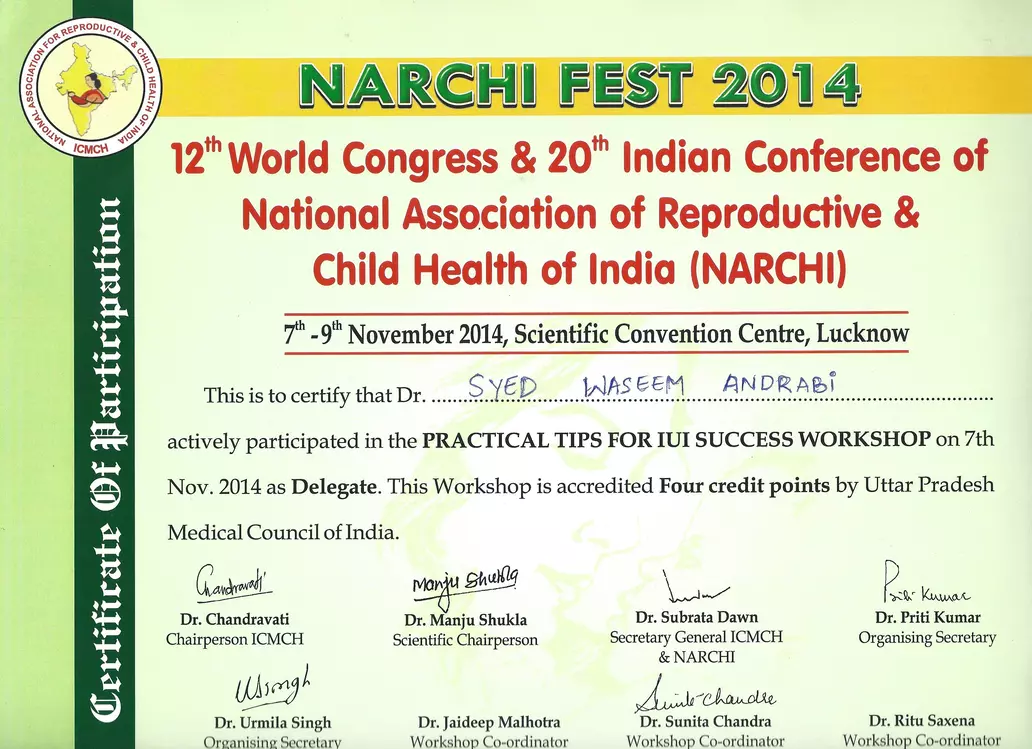 NATIONAL ASSOCIATION FOR REPRODUCTIVE & CHILD HEALTH OF INDIA
ICMCH
Certificate Of Participation
NARCHI FEST 2014
12th World Congress & 20th Indian Conference of
National Association of Reproductive &
Child Health of India (NARCHI)
7th -9th November 2014, Scientific Convention Centre, Lucknow
This is to certify that Dr. SYED WASEEM ANDRABI
actively participated in the PRACTICAL TIPS FOR IUI SUCCESS WORKSHOP on 7th
Nov. 2014 as Delegate. This Workshop is accredited Four credit points by Uttar Pradesh
Medical Council of India.
Chandravati Manju Shukla Priti Kumar
Dr. Chandravati Dr. Manju Shukla Dr. Subrata Dawn Dr. Priti Kumar
Chairperson ICMCH Scientific Chairperson Secretary General ICMCH Organising Secretary
& NARCHI
USingh Sunita Chandra
Dr. Urmila Singh Dr. Jaideep Malhotra Dr. Sunita Chandra Dr. Ritu Saxena
Organising Secretary Workshop Co-ordinator Workshop Co-ordinator Workshop Co-ordinator